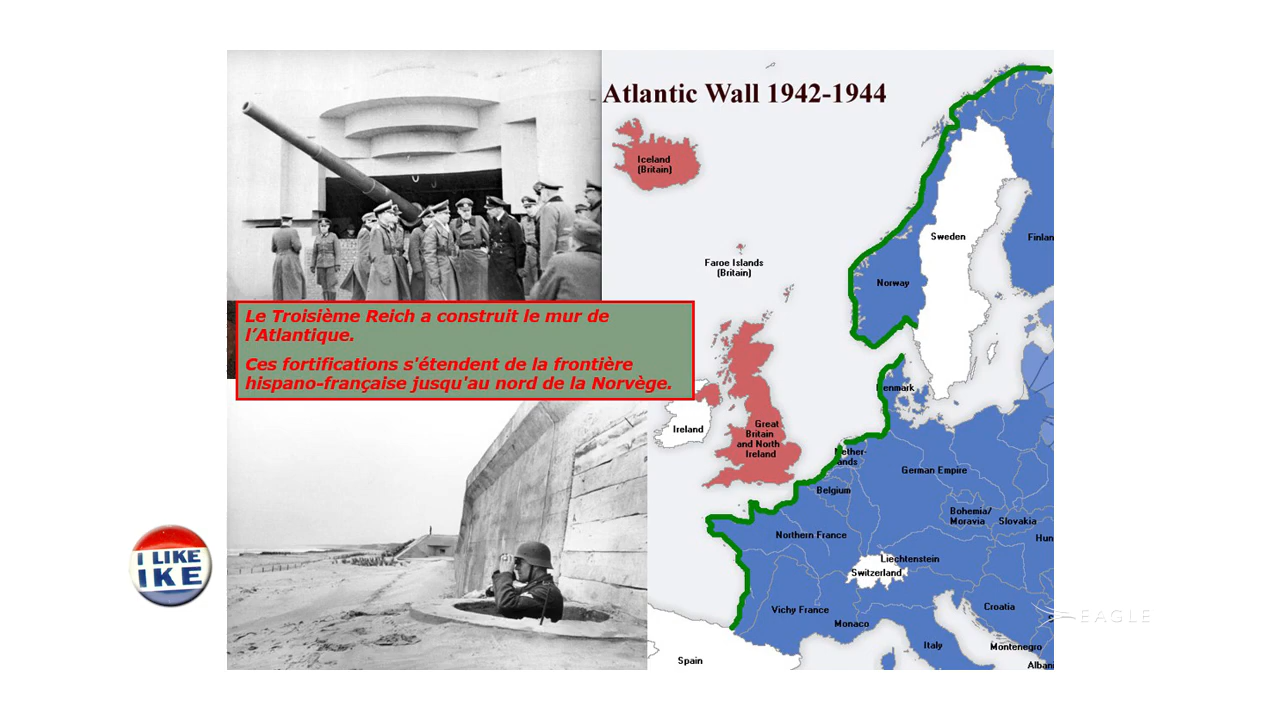 Atlantic Wall 1942-1944
Iceland
(Britain)
Faroe Islands
(Britain)
Sweden
Finlan
Norway
Le Troisième Reich a construit le mur de
l’Atlantique.
Ces fortifications s'étendent de la frontière
hispano-française jusqu'au nord de la Norvège.
enmark
Ireland
Great
Britain
and North
Ireland
Nether-
ands
German Empire
Belgium
Bohemia/
Moravia
Slovakia
Northern France
Hun
I LIKE
IKE
Liechtenstein
Switzerland
Vichy France
Croatia
Monaco
EAGLE
Italy
Montenegro
Spain
Albani